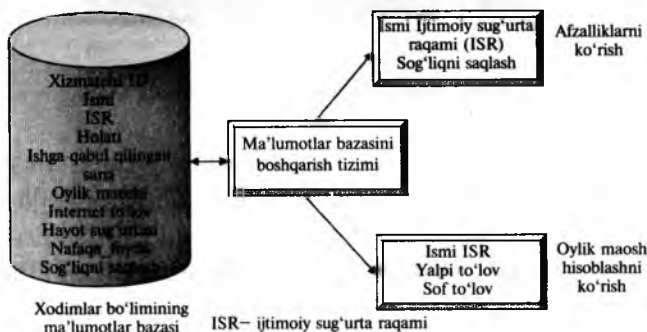 Xizmatchi ID
Ismi
ISR
Holati
Ishga qabul qilingan
sana
Oylik maoshi
Internet to‘lov
Hayot sug‘urtasi
Nafaqa
Sog‘liqni saqlash
Xodimlar bo‘limining
ma’lumotlar bazasi
Ma’lumotlar bazasini
boshqarish tizimi
Ismi Ijtimoiy sug‘urta
raqami (ISR)
Sog‘liqni saqlash
Afzalliklarni
ko‘rish
Ismi ISR
Yalpi to‘lov
Sof to‘lov
Oylik maosh
hisoblashni
ko‘rish
ISR— ijtimoiy sug‘urta raqami